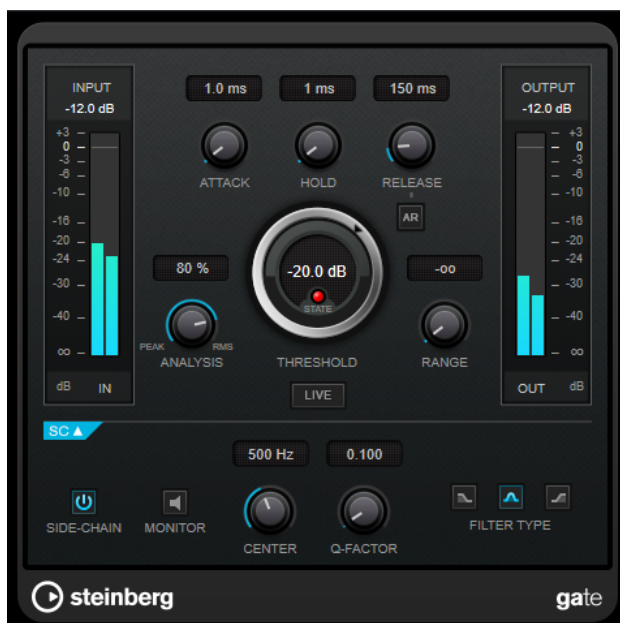 INPUT
-12.0 dB
+3
0
-3
-6
-10
-16
-20
-24
-30
-40
∞
dB IN
1.0 ms 1 ms 150 ms
ATTACK HOLD RELEASE
AR
80 % -20.0 dB -oo
STATE
PEAK RMS
ANALYSIS THRESHOLD RANGE
LIVE
OUTPUT
-12.0 dB
+3
0
-3
-6
-10
-16
-20
-24
-30
-40
∞
OUT dB
SC
500 Hz 0.100
SIDE-CHAIN MONITOR
CENTER Q-FACTOR
FILTER TYPE
steinberg gate